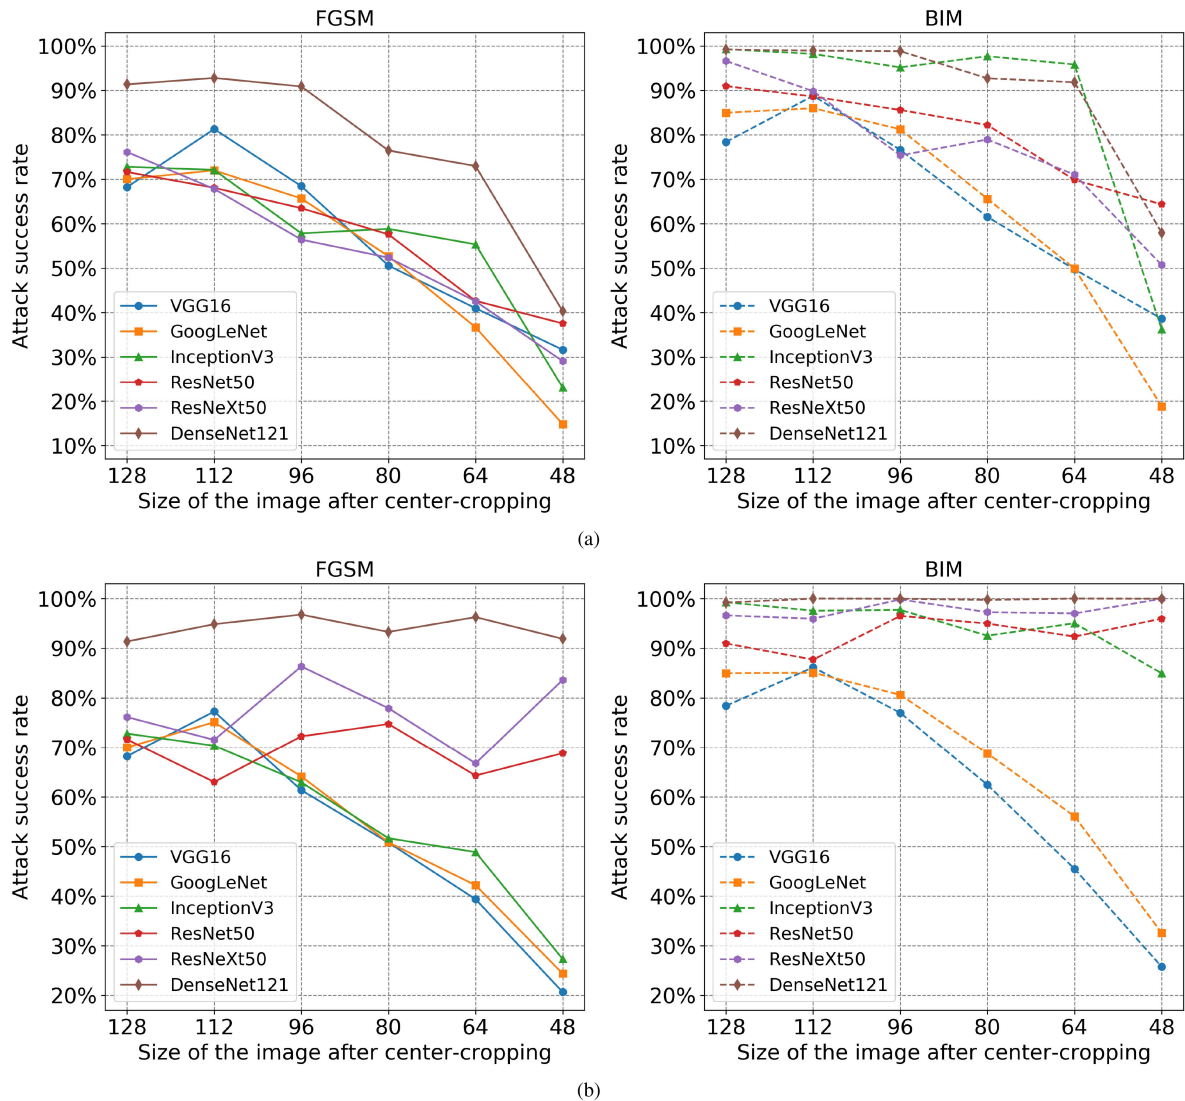 FGSM
100%
90%
80%
70%
60%
50%
40%
30%
20%
10%
Attack success rate
VGG16
GoogLeNet
InceptionV3
ResNet50
ResNeXt50
DenseNet121
128 112 96 80 64 48
Size of the image after center-cropping
BIM
100%
90%
80%
70%
60%
50%
40%
30%
20%
10%
Attack success rate
VGG16
GoogLeNet
InceptionV3
ResNet50
ResNeXt50
DenseNet121
128 112 96 80 64 48
Size of the image after center-cropping
(a)
FGSM
100%
90%
80%
70%
60%
50%
40%
30%
20%
Attack success rate
VGG16
GoogLeNet
InceptionV3
ResNet50
ResNeXt50
DenseNet121
128 112 96 80 64 48
Size of the image after center-cropping
BIM
100%
90%
80%
70%
60%
50%
40%
30%
20%
Attack success rate
VGG16
GoogLeNet
InceptionV3
ResNet50
ResNeXt50
DenseNet121
128 112 96 80 64 48
Size of the image after center-cropping
(b)